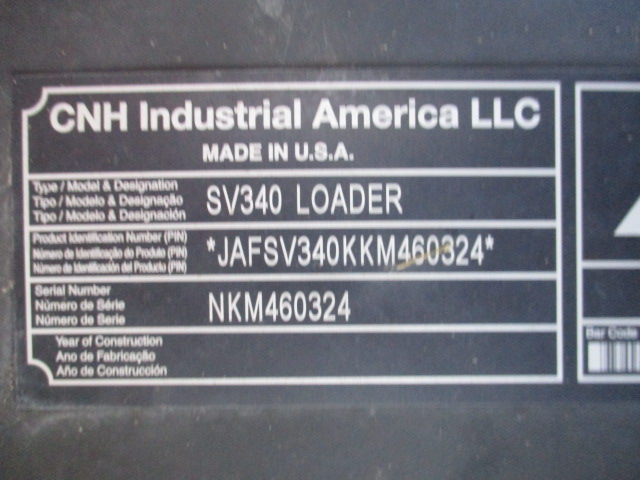 CNH Industrial America LLC
MADE IN U.S.A.
Type / Model & Designation
Tipo / Modelo & Designação
Tipo / Modelo & Designación
SV340 LOADER
Product Identification Number (PIN)
Número de Identificação do Produto (PIN)
Número de Identificación del Producto (PIN)
*JAFSV340KKM460324*
Serial Number
Número de Série
Número de Serie
NKM460324
Year of Construction
Ano de Fabricação
Año de Construcción
Bar Code